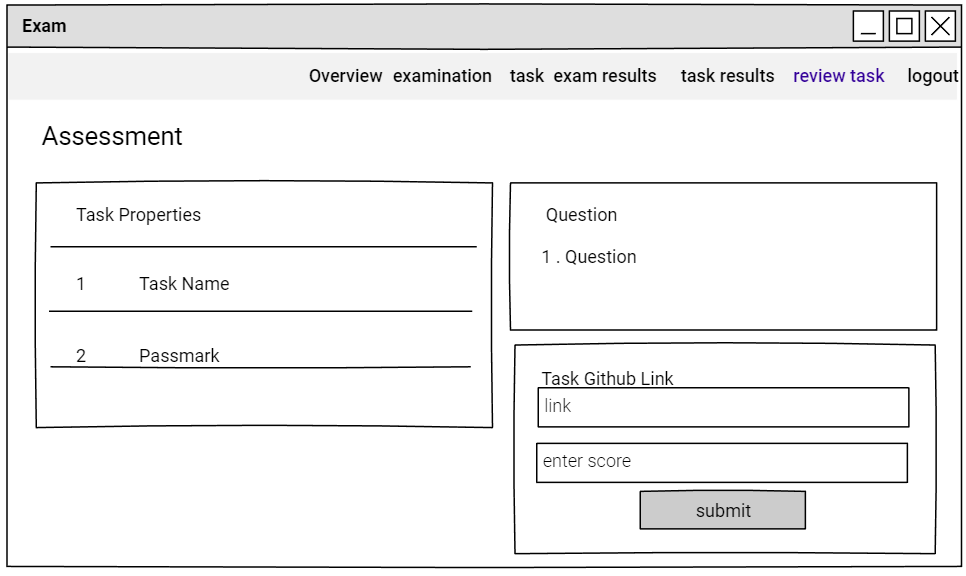 Exam
Overview examination task exam results task results review task logout
Assessment
Task Properties
1 Task Name
2 Passmark
Question
1 . Question
Task Github Link
link
enter score
submit